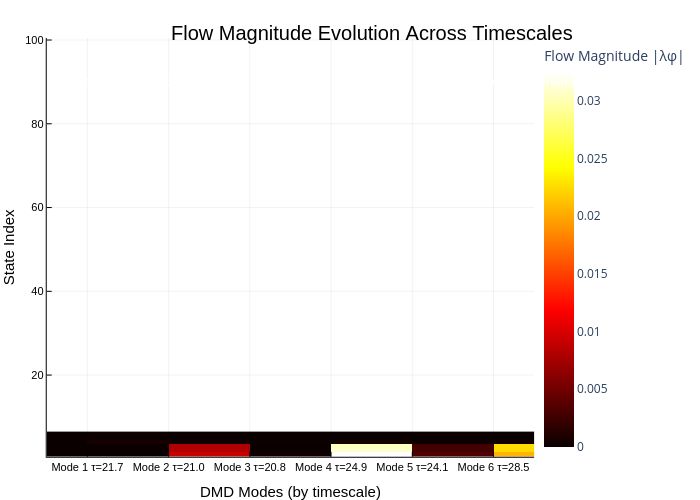 Flow Magnitude Evolution Across Timescales
Flow Magnitude |λφ|
100
80
60
40
20
State Index
0.03
0.025
0.02
0.015
0.01
0.005
0
Mode 1 τ=21.7 Mode 2 τ=21.0 Mode 3 τ=20.8 Mode 4 τ=24.9 Mode 5 τ=24.1 Mode 6 τ=28.5
DMD Modes (by timescale)